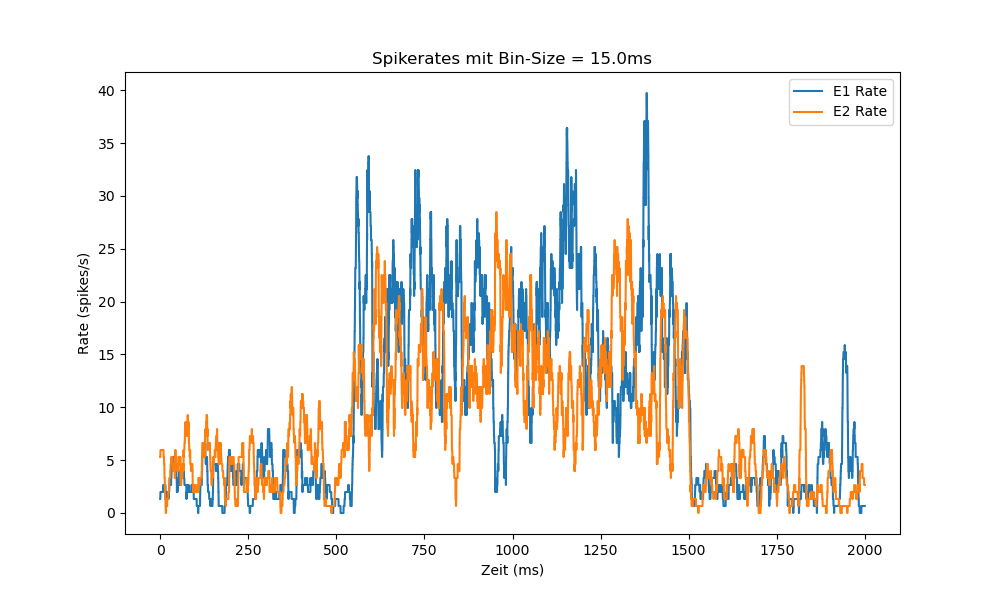 Spikerates mit Bin-Size = 15.0ms
E1 Rate
E2 Rate
40
35
30
25
20
15
10
5
0
Rate (spikes/s)
0 250 500 750 1000 1250 1500 1750 2000
Zeit (ms)